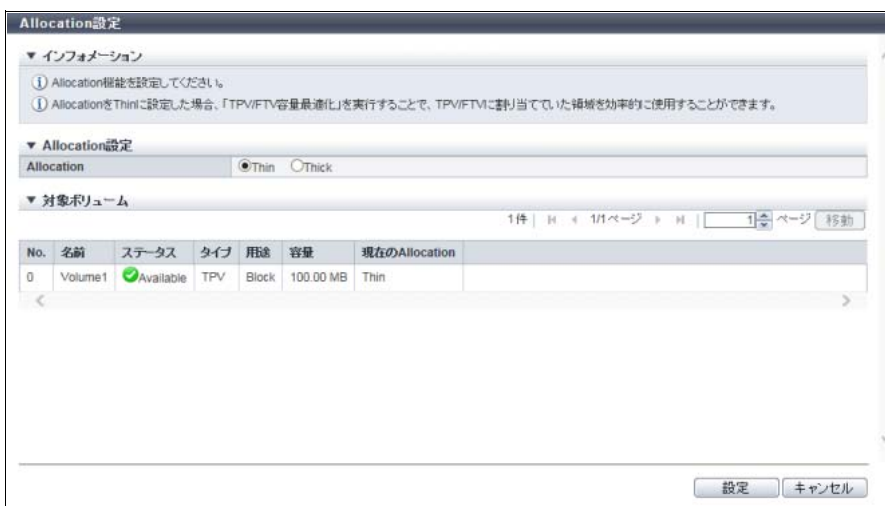 Allocation設定
▼ インフォメーション
Allocation機能を設定してください。
AllocationをThinに設定した場合、「TPV/FTV容量最適化」を実行することで、TPV/FTVに割り当てていた領域を効率的に使用することができます。
▼ Allocation設定
Allocation Thin Thick
▼ 対象ボリューム
1件 1/1ページ 1 ページ 移動
No. 名前 ステータス タイプ 用途 容量 現在のAllocation
0 Volume1 Available TPV Block 100.00 MB Thin
設定 キャンセル